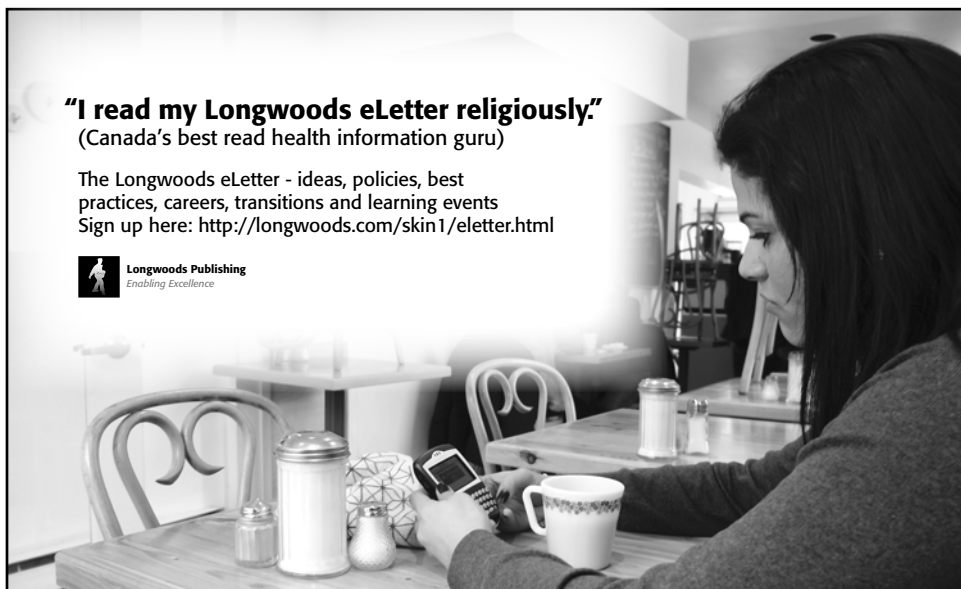 “I read my Longwoods eLetter religiously.”
(Canada’s best read health information guru)
The Longwoods eLetter - ideas, policies, best
practices, careers, transitions and learning events
Sign up here: http://longwoods.com/skin1/eletter.html
Longwoods Publishing
Enabling Excellence